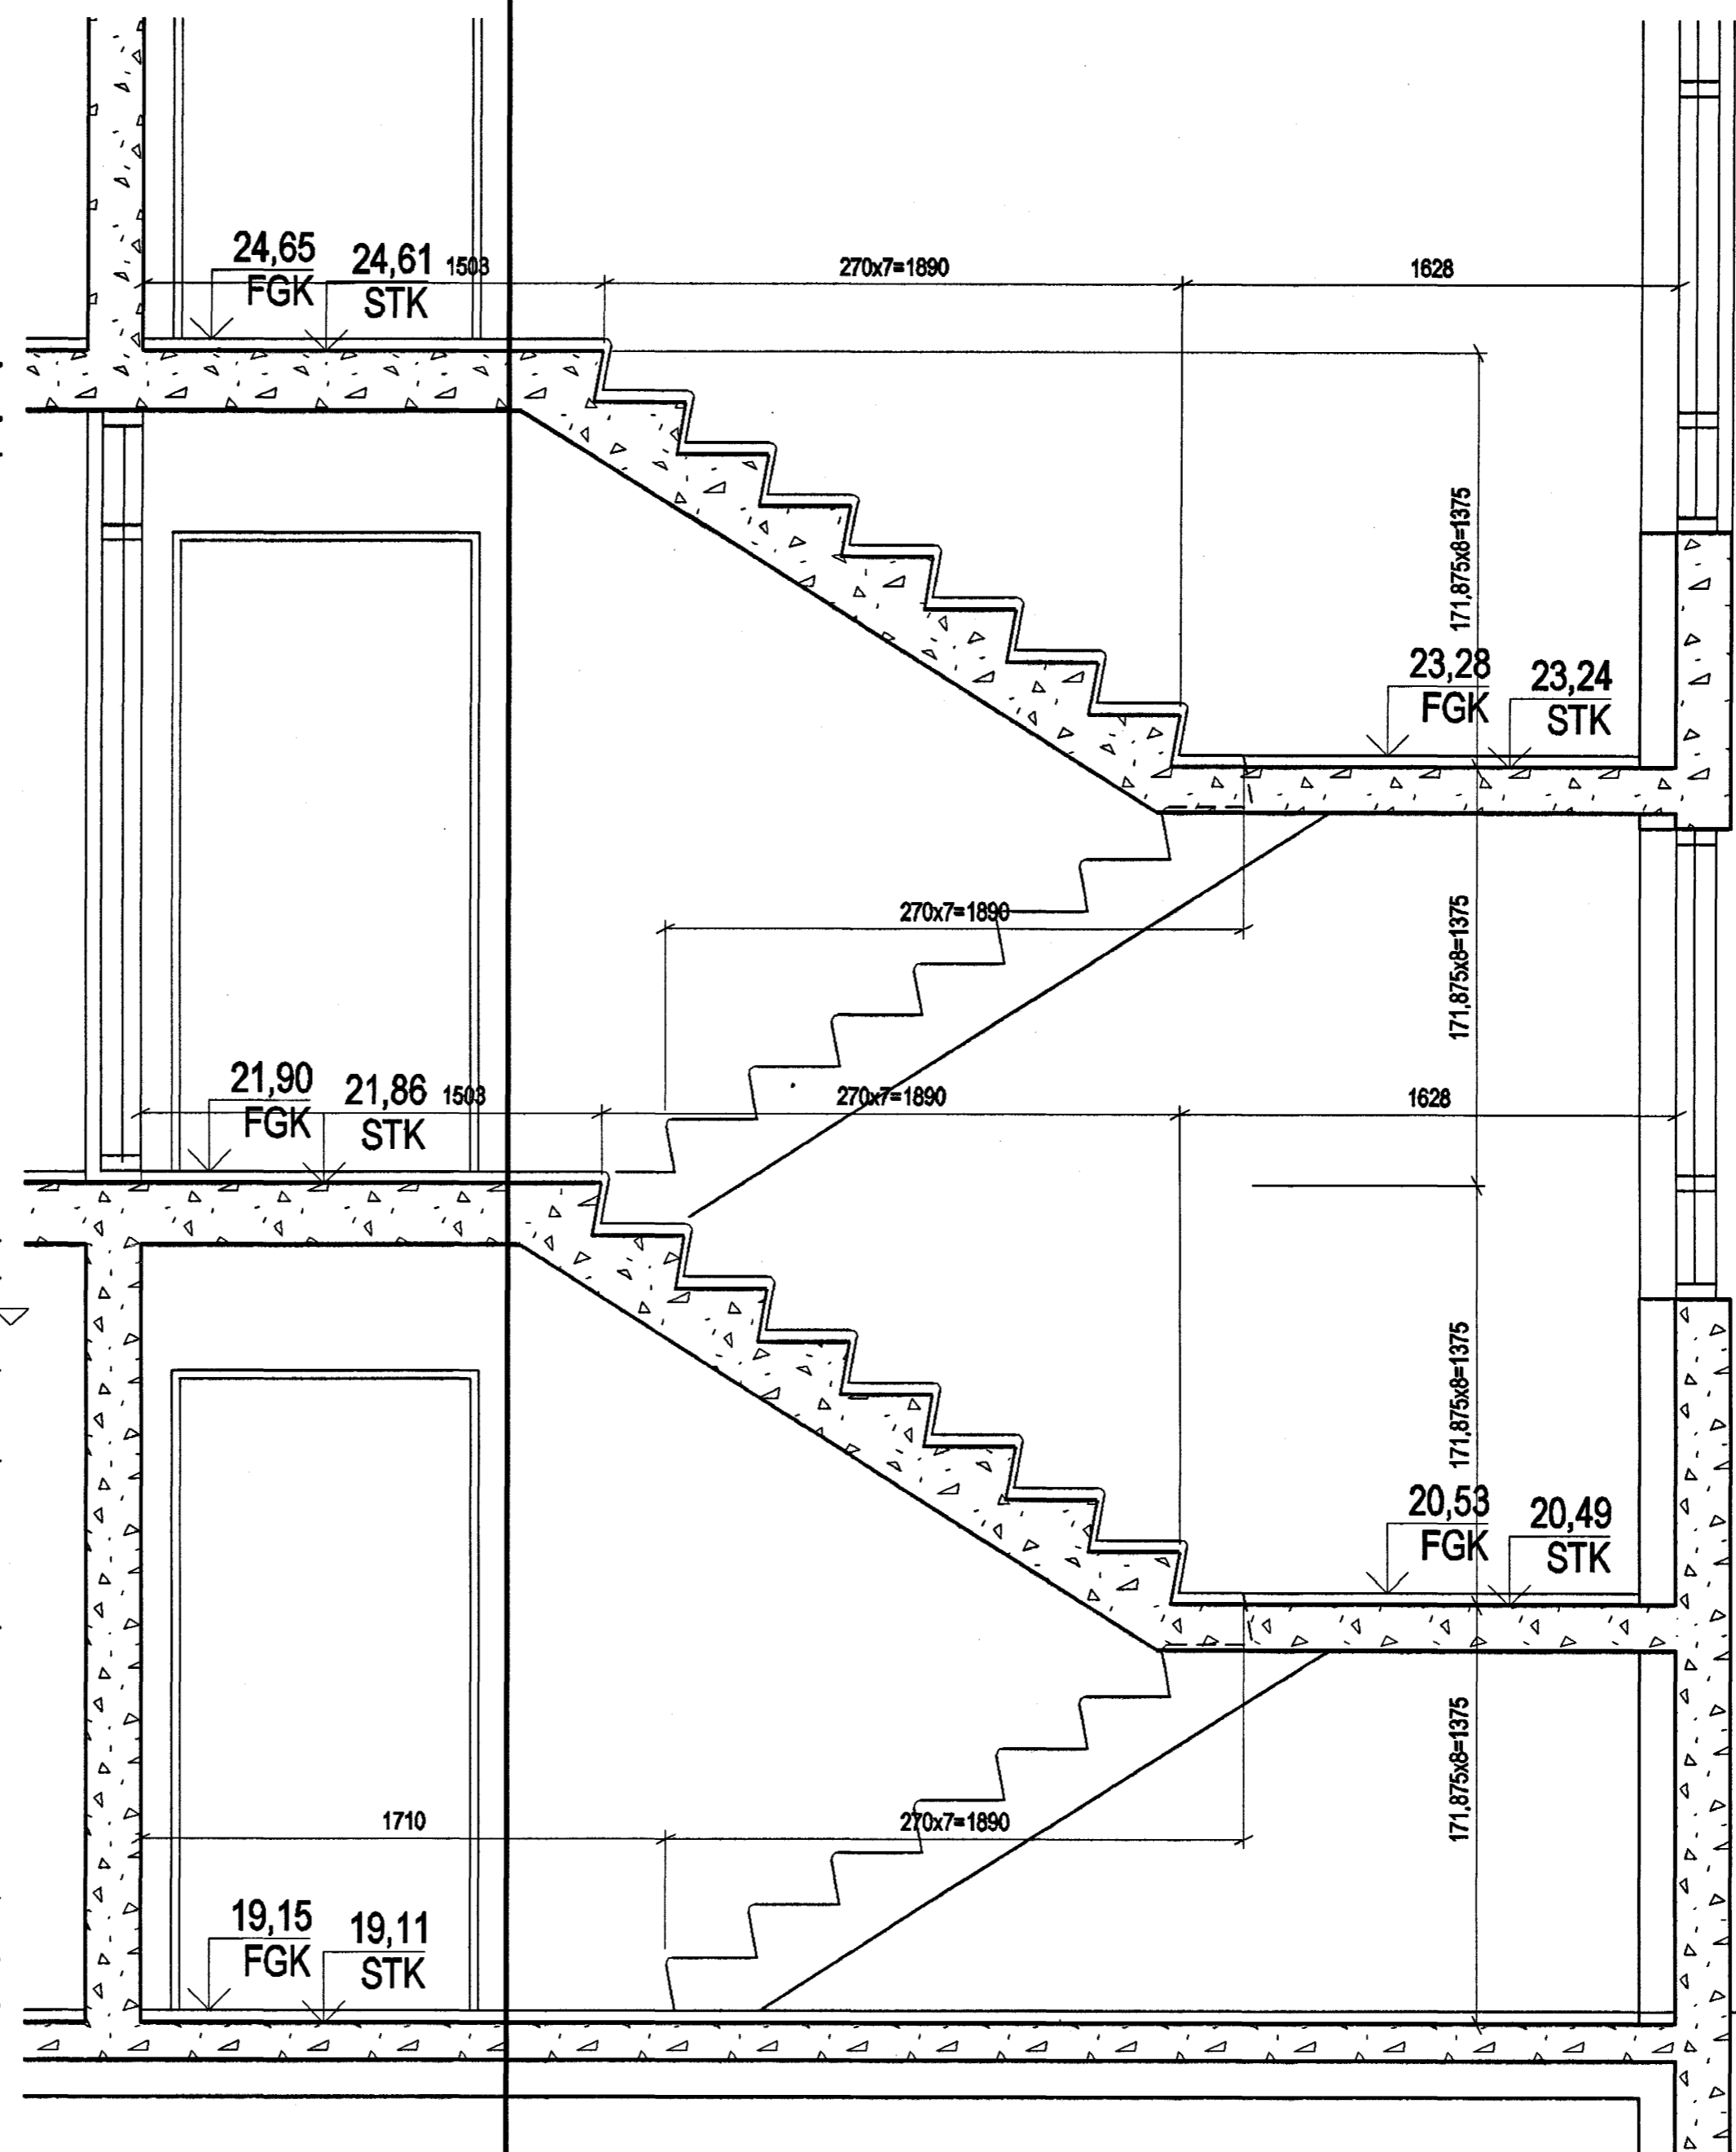 24,65
FGK
24,61
STK
1503
270x7=1890
1628
171,875x8=1375
23,28
FGK
23,24
STK
270x7=1890
171,875x8=1375
21,90
FGK
21,86
STK
1503
270x7=1890
1628
171,875x8=1375
20,53
FGK
20,49
STK
171,875x8=1375
1710
270x7=1890
19,15
FGK
19,11
STK